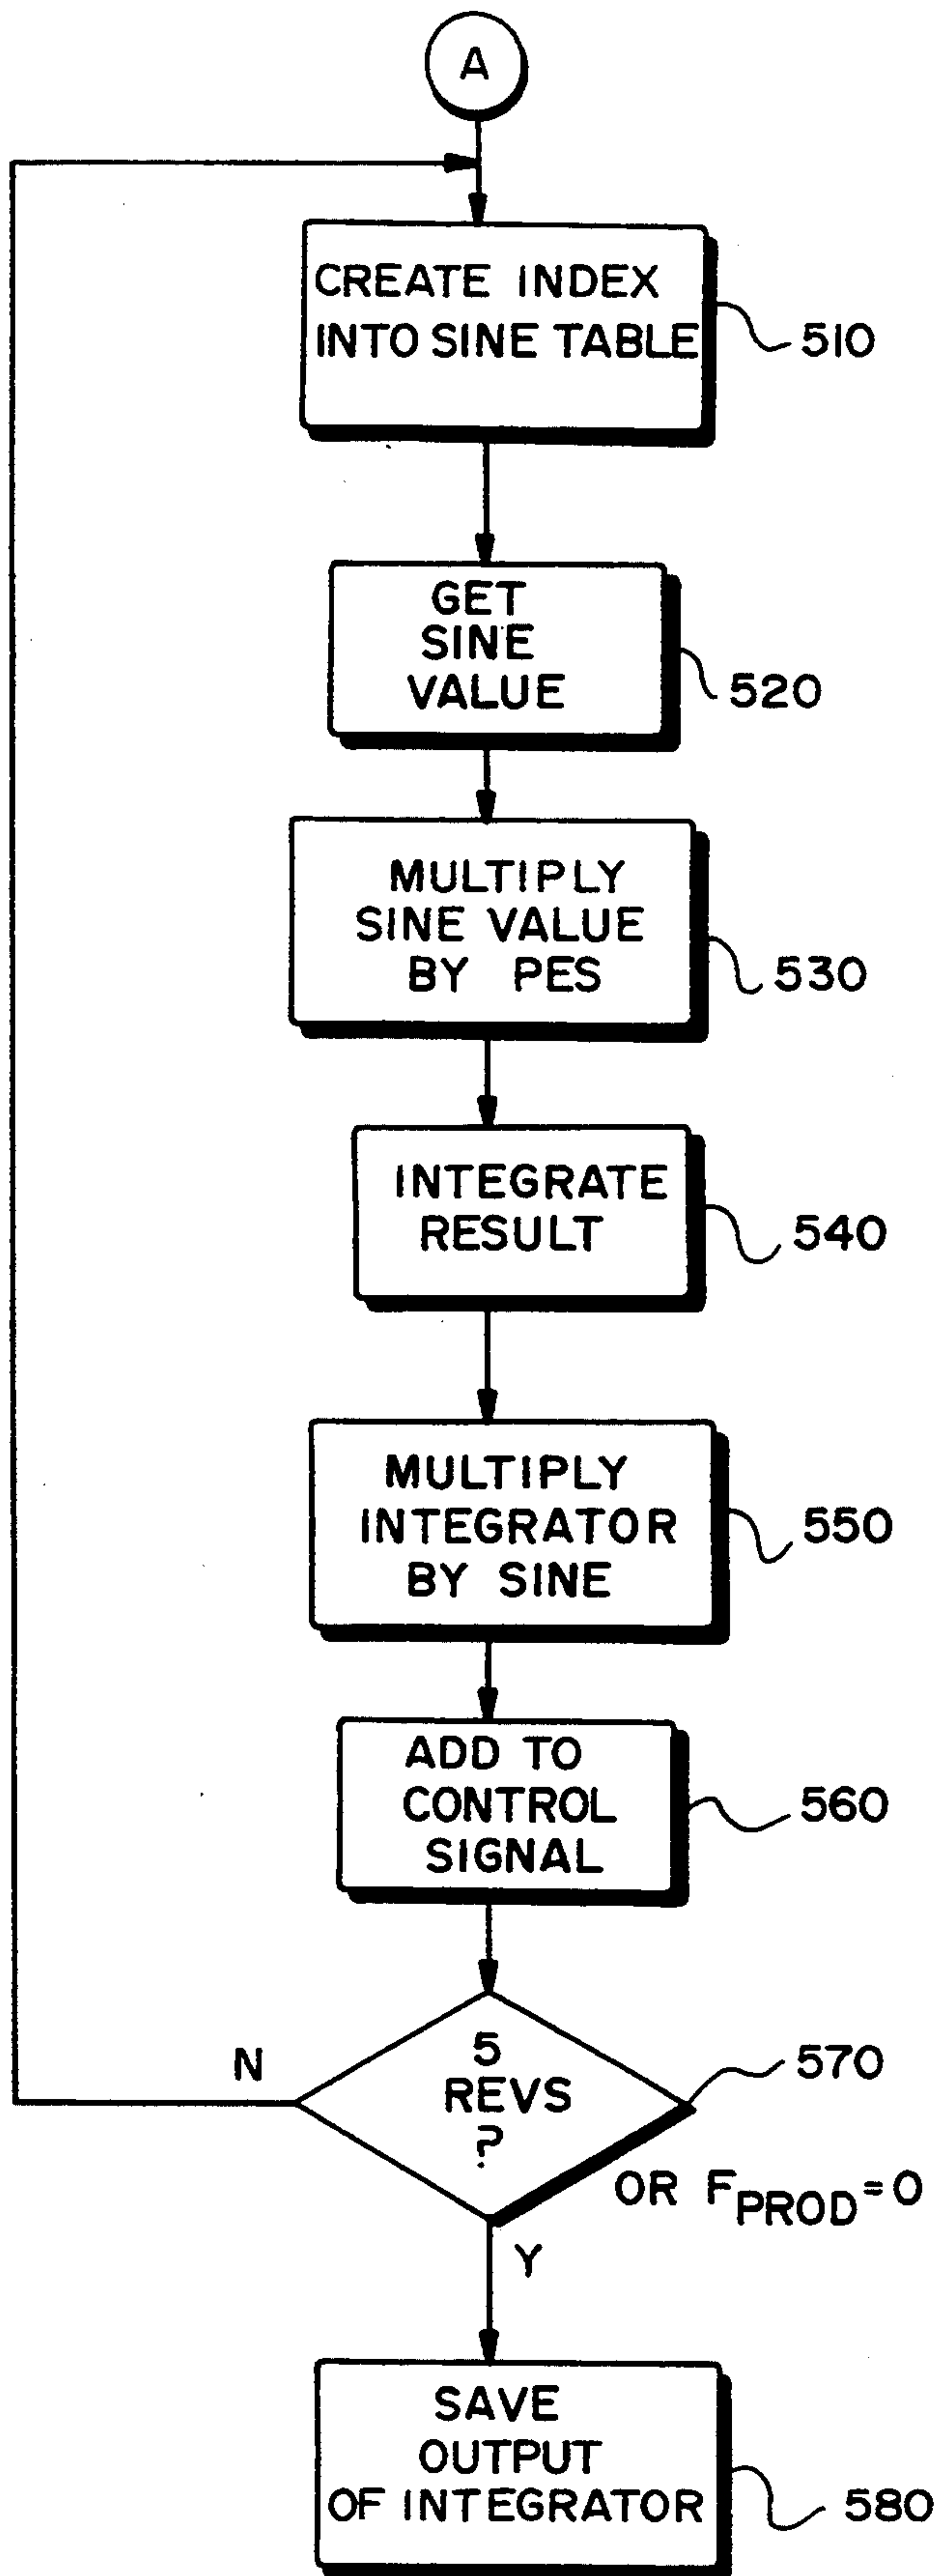 A
CREATE INDEX
INTO SINE TABLE
510
GET
SINE
VALUE
520
MULTIPLY
SINE VALUE
BY PES
530
INTEGRATE
RESULT
540
MULTIPLY
INTEGRATOR
BY SINE
550
ADD TO
CONTROL
SIGNAL
560
N
5
REVS
?
570
OR FPROD=0
Y
SAVE
OUTPUT
OF INTEGRATOR
580